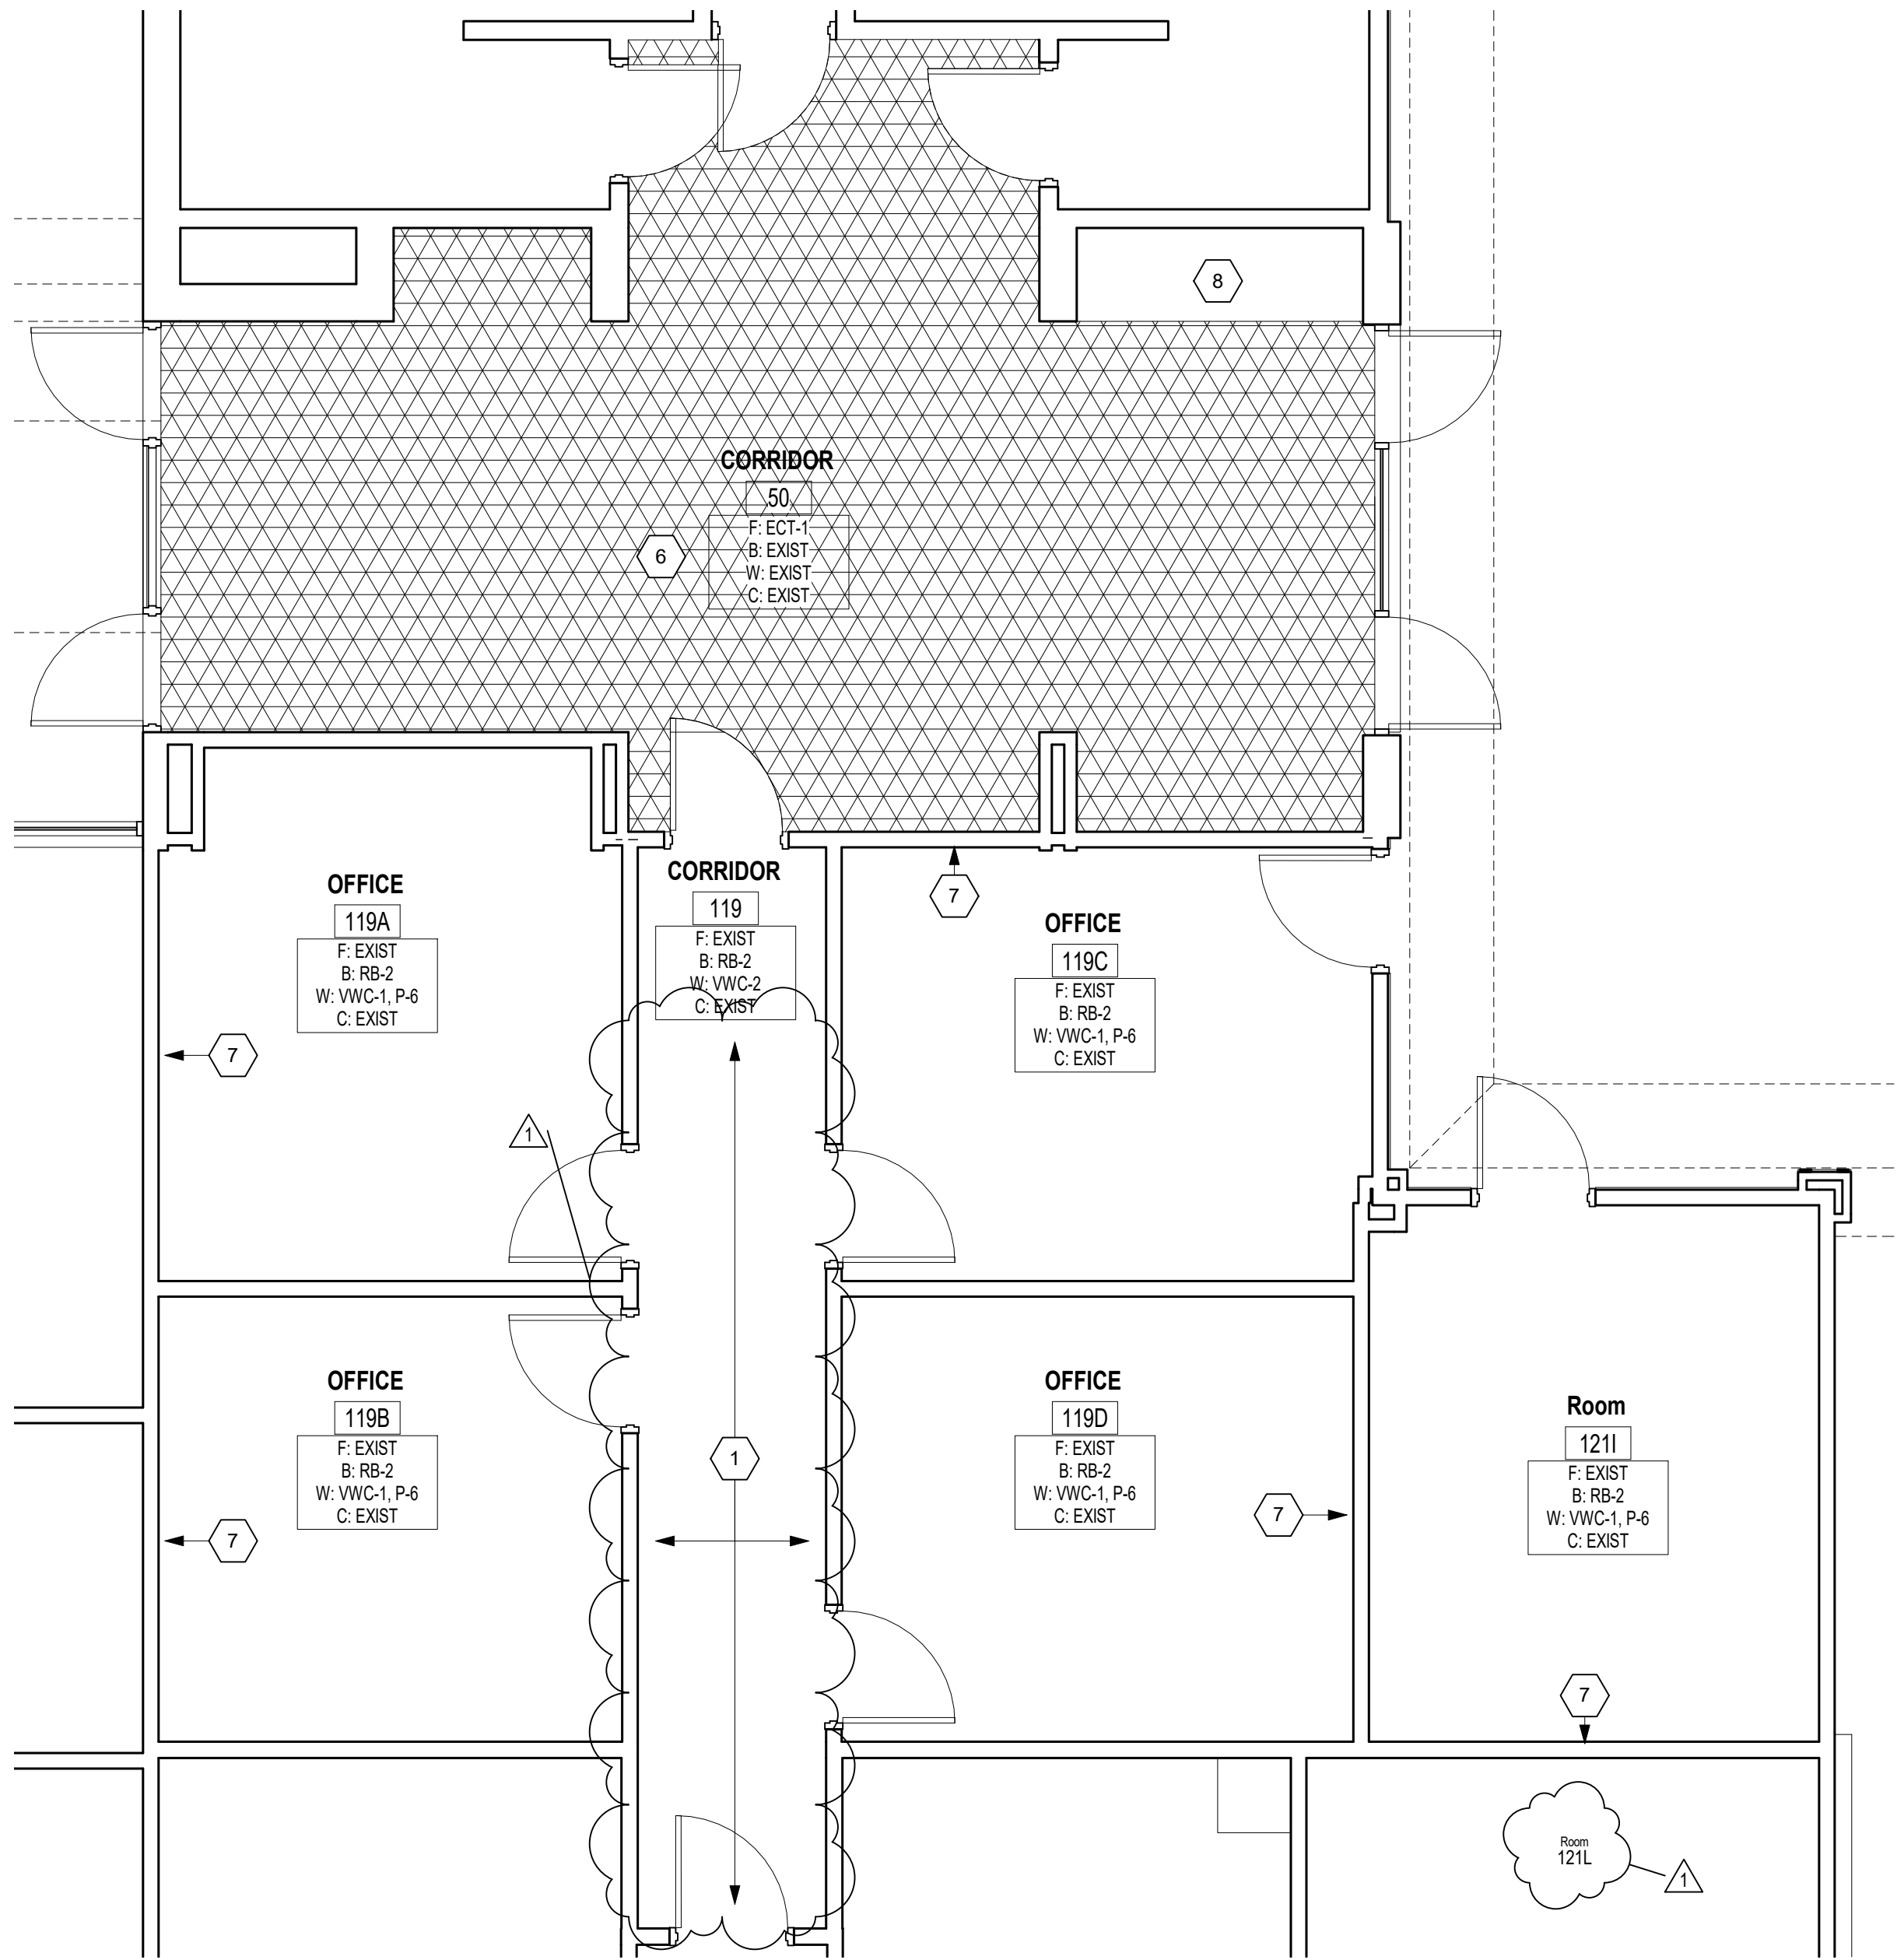 8
CORRIDOR
50
F: ECT-1
B: EXIST
W: EXIST
C: EXIST
6
OFFICE
119A
F: EXIST
B: RB-2
W: VWC-1, P-6
C: EXIST
7
CORRIDOR
119
F: EXIST
B: RB-2
W: VWC-2
C: EXIST
7
OFFICE
119C
F: EXIST
B: RB-2
W: VWC-1, P-6
C: EXIST
1
OFFICE
119B
F: EXIST
B: RB-2
W: VWC-1, P-6
C: EXIST
7
1
OFFICE
119D
F: EXIST
B: RB-2
W: VWC-1, P-6
C: EXIST
7
Room
121I
F: EXIST
B: RB-2
W: VWC-1, P-6
C: EXIST
7
Room
121L
1